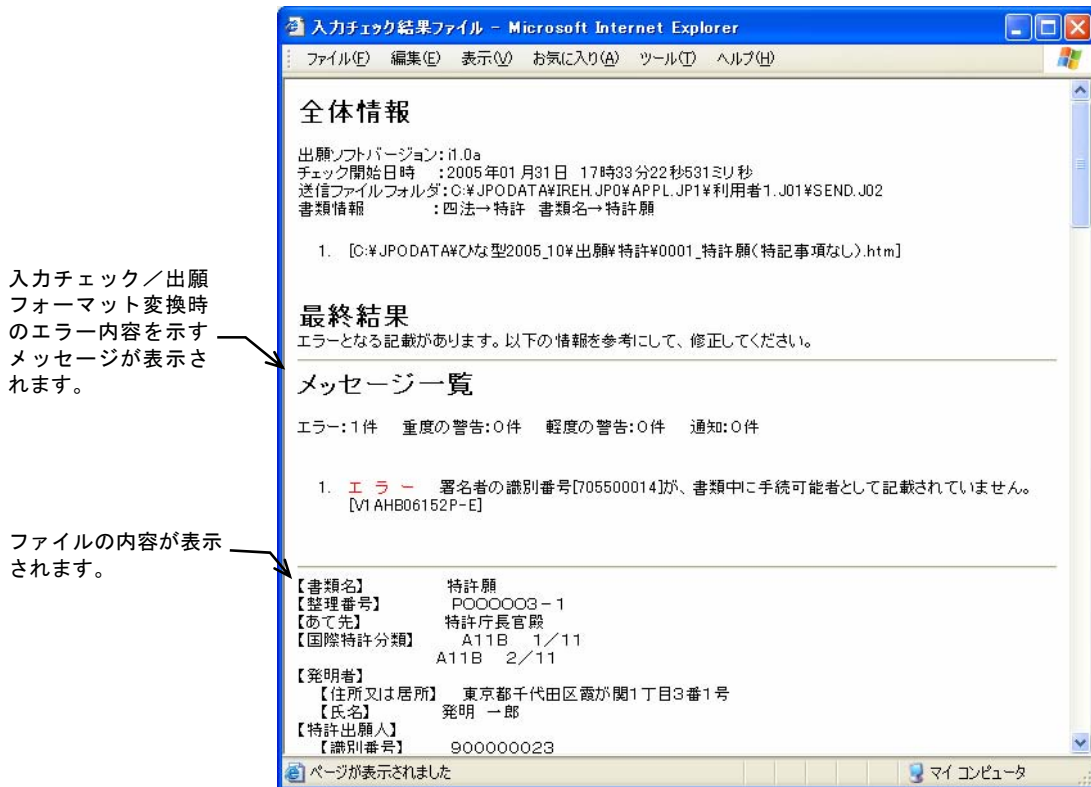 入力チェック結果ファイル - Microsoft Internet Explorer
ファイル(F) 編集(E) 表示(V) お気に入り(A) ツール(T) ヘルプ(H)
全体情報
出願ソフトバージョン:i1.0a
チェック開始日時 :2005年01月31日 17時33分22秒531ミリ秒
送信ファイルフォルダ:C:¥JPODATA¥IREH.JP0¥APPL.JP1¥利用者1.J01¥SEND.J02
書類情報 :四法→特許 書類名→特許願
1. [C:¥JPODATA¥ひな型2005_10¥出願¥特許¥0001_特許願(特記事項なし).htm]
入力チェック/出願
フォーマット変換時
のエラー内容を示す
メッセージが表示さ
れます。
最終結果
エラーとなる記載があります。以下の情報を参考にして、修正してください。
メッセージ一覧
エラー:1件 重度の警告:0件 軽度の警告:0件 通知:0件
1. エ ラ ー 署名者の識別番号[705500014]が、書類中に手続可能者として記載されていません。
[V1AHB06152P-E]
ファイルの内容が表示
されます。
【書類名】 特許願
【整理番号】 P000003-1
【あて先】 特許庁長官殿
【国際特許分類】 A11B 1/11
A11B 2/11
【発明者】
【住所又は居所】 東京都千代田区霞が関1丁目3番1号
【氏名】 発明 一郎
【特許出願人】
【識別番号】 900000023
ページが表示されました
マイ コンピュータ